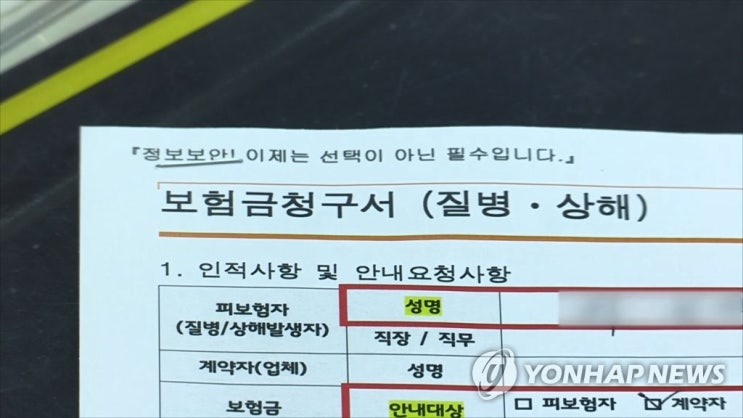 『정보보안! 이제는 선택이 아닌 필수입니다.』
보험금청구서 (질병 · 상해)
1. 인적사항 및 안내요청사항
피보험자 성명
(질병/상해발생자) 직장 / 직무
계약자(업체) 성명
보험금 안내대상 □ 피보험자 ☑ 계약자
YONHAP NEWS